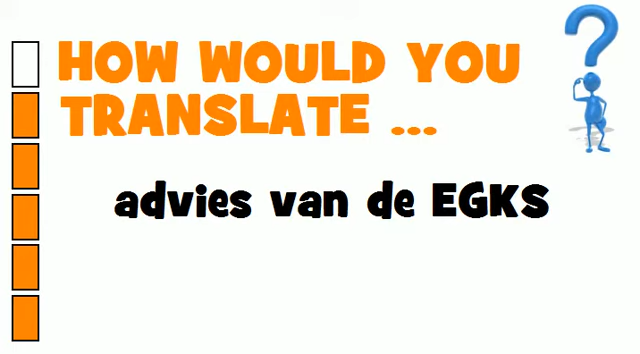 HOW WOULD YOU
TRANSLATE ...
advies van de EGKS
?